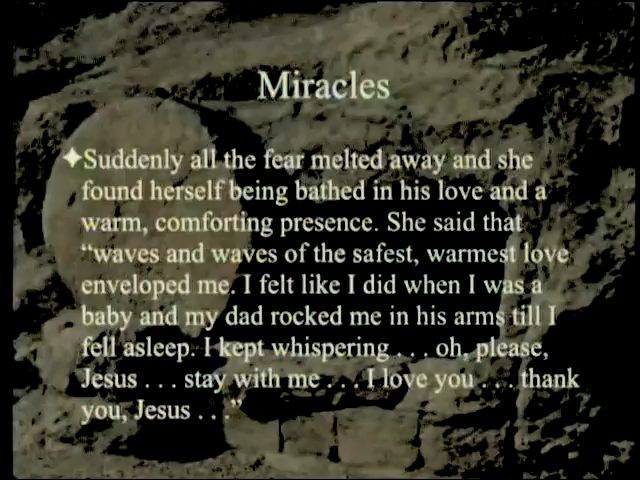 Miracles
✦Suddenly all the fear melted away and she
found herself being bathed in his love and a
warm, comforting presence. She said that
“waves and waves of the safest, warmest love
enveloped me. I felt like I did when I was a
baby and my dad rocked me in his arms till I
fell asleep. I kept whispering . . . oh, please,
Jesus . . . stay with me . . . I love you . . . thank
you, Jesus . . .”